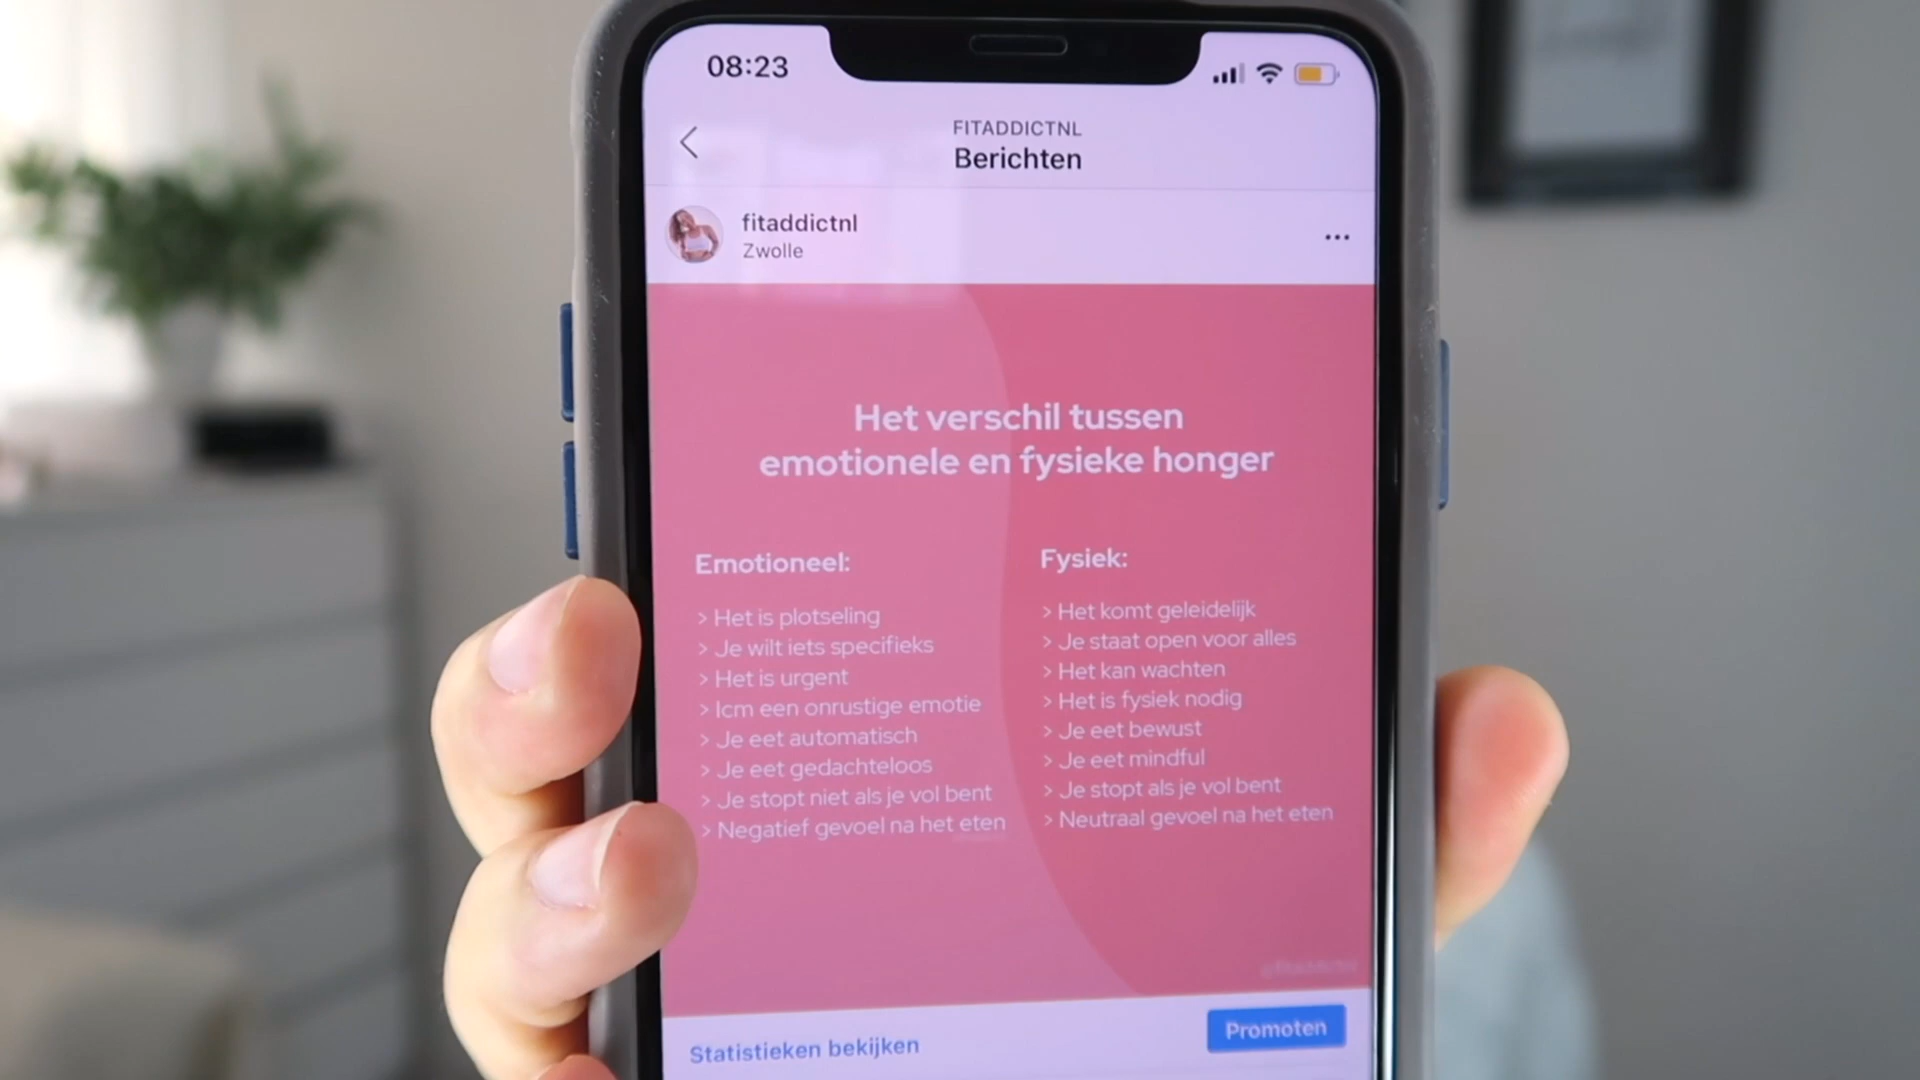 08:23
FITADDICTNL
Berichten
fitaddictnl
Zwolle
Het verschil tussen
emotionele en fysieke honger
Emotioneel:
> Het is plotseling
> Je wilt iets specifieks
> Het is urgent
> Icm een onrustige emotie
> Je eet automatisch
> Je eet gedachteloos
> Je stopt niet als je vol bent
> Negatief gevoel na het eten
Fysiek:
> Het komt geleidelijk
> Je staat open voor alles
> Het kan wachten
> Het is fysiek nodig
> Je eet bewust
> Je eet mindful
> Je stopt als je vol bent
> Neutraal gevoel na het eten
Statistieken bekijken
Promoten